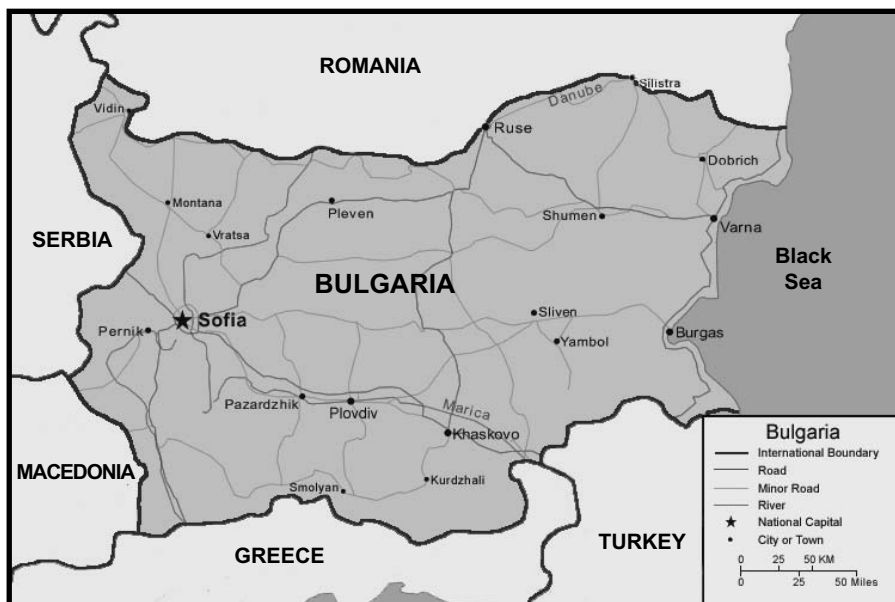 ROMANIA
Danube
Silistra
Vidin
Ruse
Dobrich
Montana
Pleven
Shumen
Varna
Vratsa
SERBIA
Black
Sea
BULGARIA
Sofia
Sliven
Pernik
Burgas
Yambol
Pazardzhik
Plovdiv
Marica
Khaskovo
MACEDONIA
Smolyan
Kurdzhali
GREECE
TURKEY
Bulgaria
International Boundary
Road
Minor Road
River
National Capital
City or Town
0 25 50 KM
0 25 50 Miles